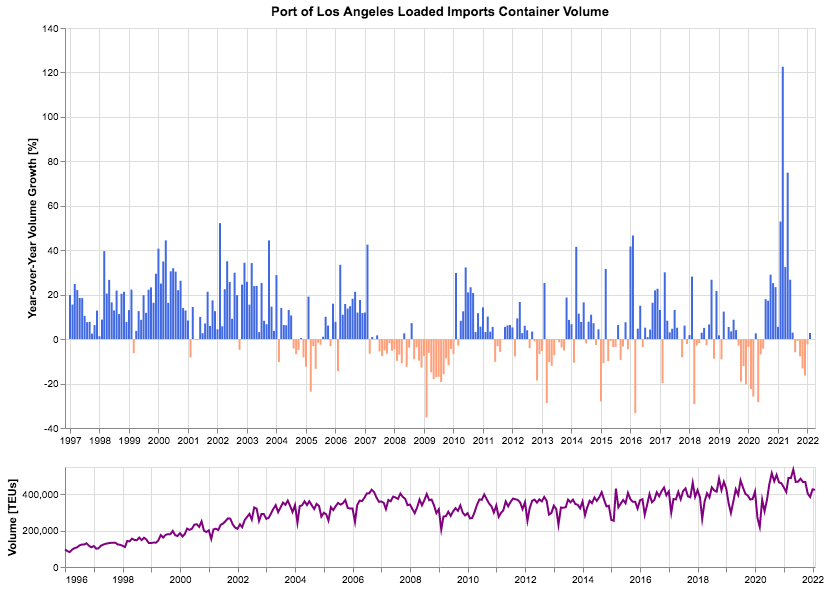 Port of Los Angeles Loaded Imports Container Volume
Year-over-Year Volume Growth [%]
140
120
100
80
60
40
20
0
-20
-40
1997 1998 1999 2000 2001 2002 2003 2004 2005 2006 2007 2008 2009 2010 2011 2012 2013 2014 2015 2016 2017 2018 2019 2020 2021 2022
Volume [TEUs]
400,000
200,000
0
1996 1998 2000 2002 2004 2006 2008 2010 2012 2014 2016 2018 2020 2022